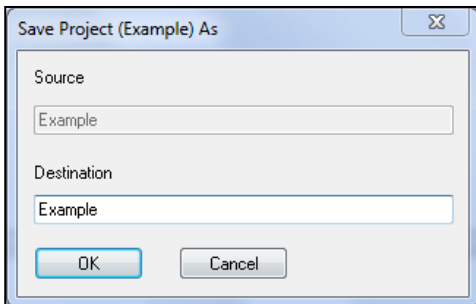 Save Project (Example) As
Source
Example
Destination
Example
OK Cancel